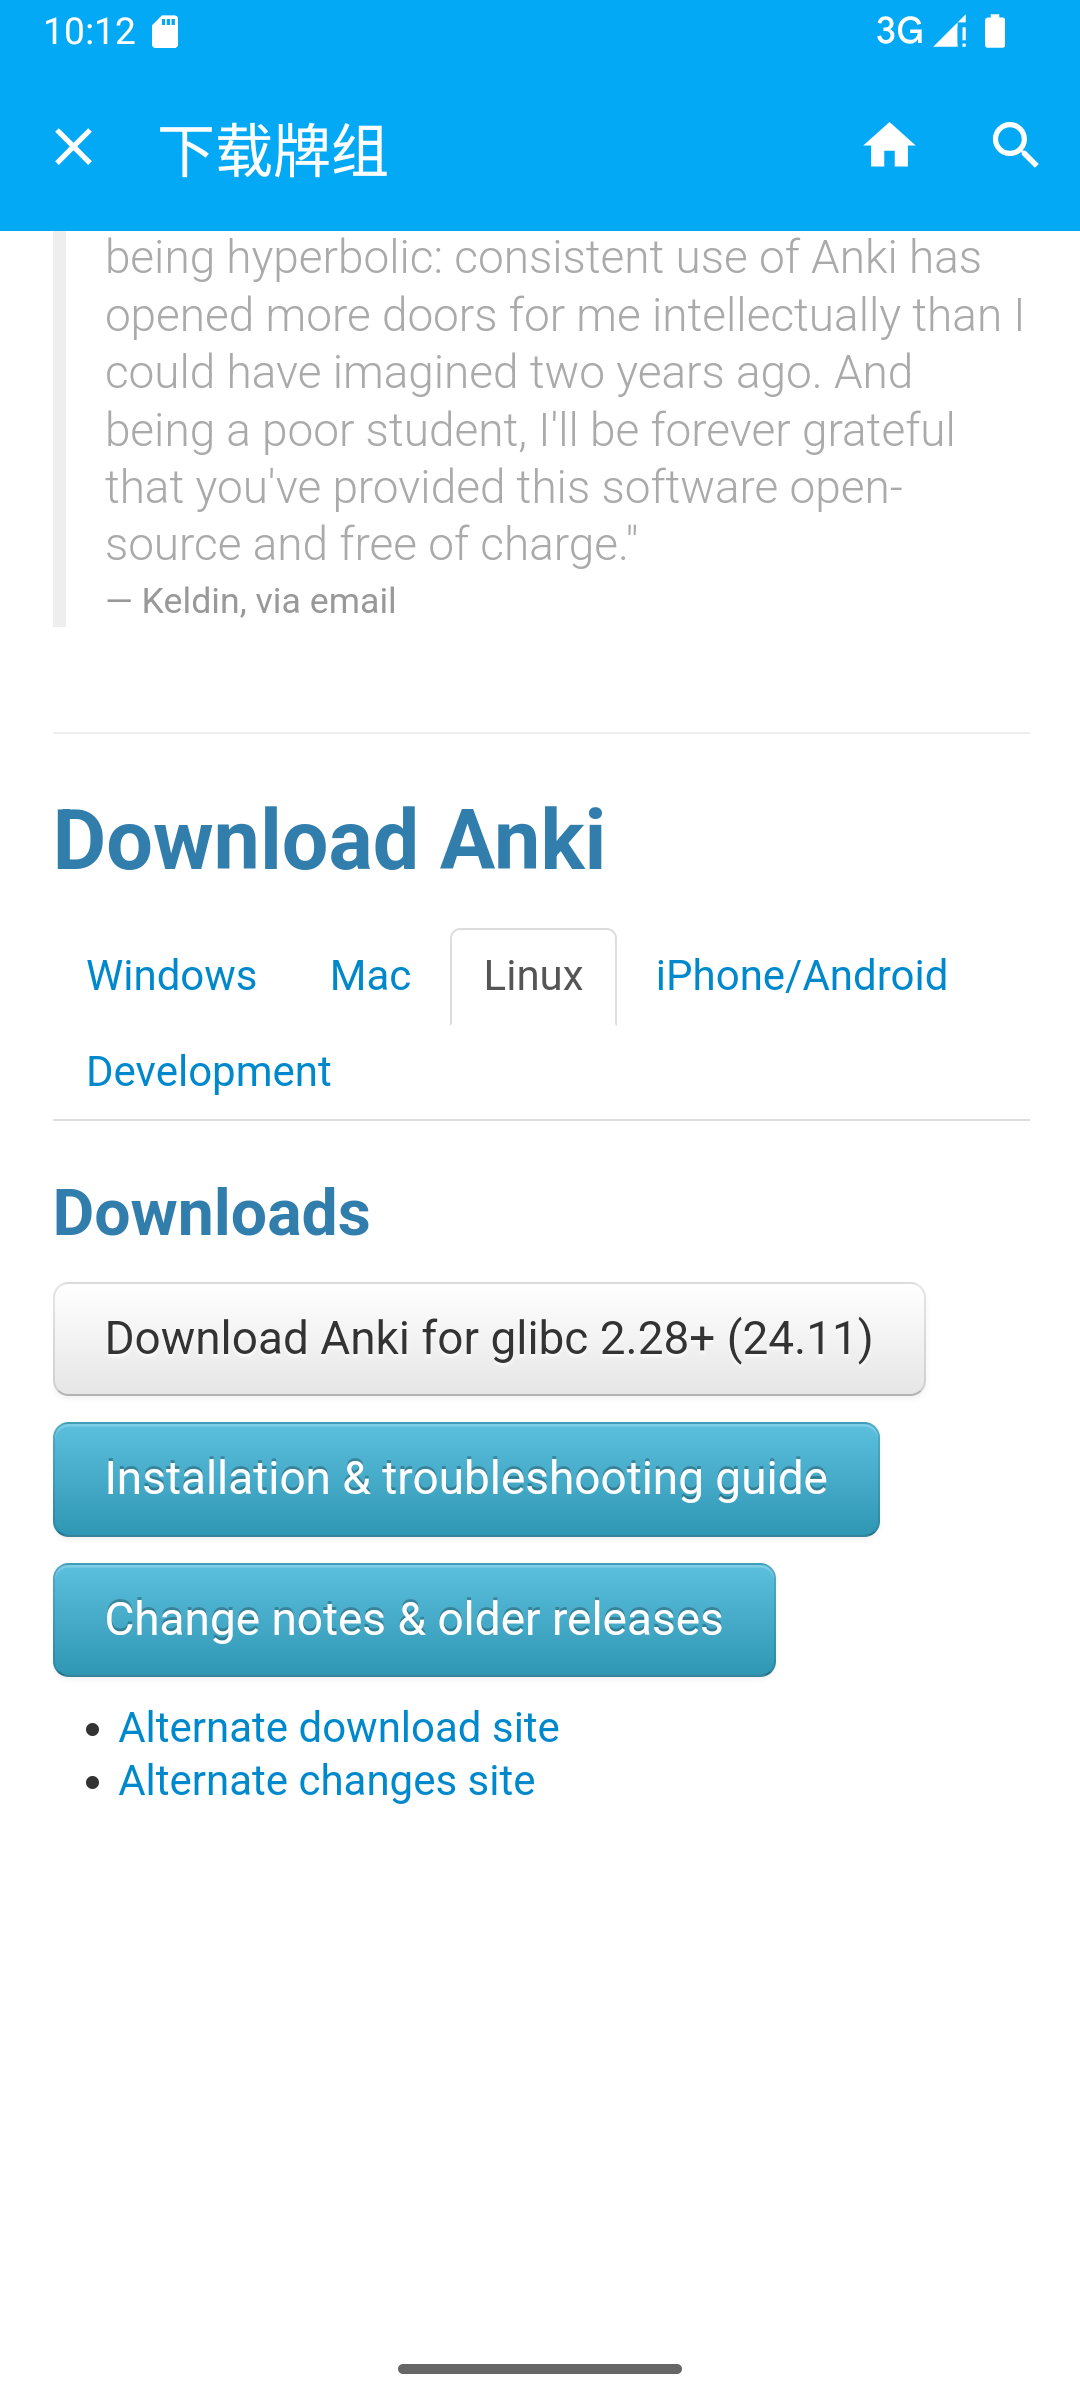 10:12
3G
下载牌组
being hyperbolic: consistent use of Anki has
opened more doors for me intellectually than I
could have imagined two years ago. And
being a poor student, I'll be forever grateful
that you've provided this software open-
source and free of charge."
— Keldin, via email
Download Anki
Windows Mac Linux iPhone/Android
Development
Downloads
Download Anki for glibc 2.28+ (24.11)
Installation & troubleshooting guide
Change notes & older releases
Alternate download site
Alternate changes site